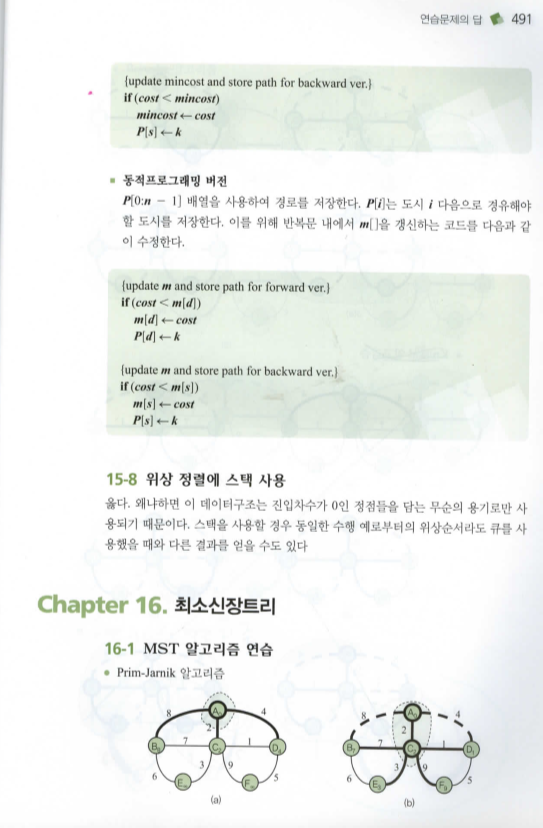 연습문제의 답 491
{update mincost and store path for backward ver.}
if (cost < mincost)
mincost ← cost
P[s] ← k
동적프로그래밍 버전
P[0:n − 1] 배열을 사용하여 경로를 저장한다. P[i]는 도시 i 다음으로 경유해야
할 도시를 저장한다. 이를 위해 반복문 내에서 m[]을 갱신하는 코드를 다음과 같
이 수정한다.
{update m and store path for forward ver.}
if (cost < m[d])
m[d] ← cost
P[d] ← k
{update m and store path for backward ver.}
if (cost < m[s])
m[s] ← cost
P[s] ← k
15-8 위상 정렬에 스택 사용
옳다. 왜냐하면 이 데이터구조는 진입차수가 0인 정점들을 담는 무순의 용기로만 사
용되기 때문이다. 스택을 사용할 경우 동일한 수행 예로부터의 위상순서라도 큐를 사
용했을 때와 다른 결과를 얻을 수도 있다
Chapter 16. 최소신장트리
16-1 MST 알고리즘 연습
Prim-Jarnik 알고리즘
8 4 8 4
2 2
7 1 7 1
3 9 3 9
6 5 6 5
(a) (b)